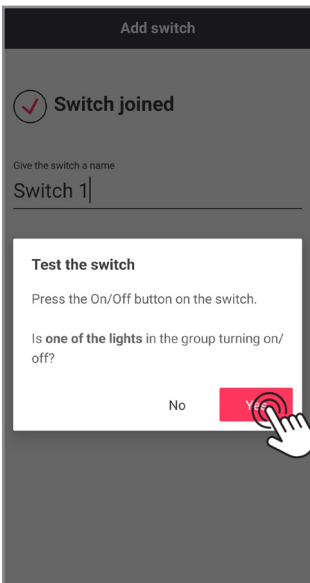 Add switch
Switch joined
Give the switch a name
Switch 1
Test the switch
Press the On/Off button on the switch.
Is one of the lights in the group turning on/
off?
No
Yes